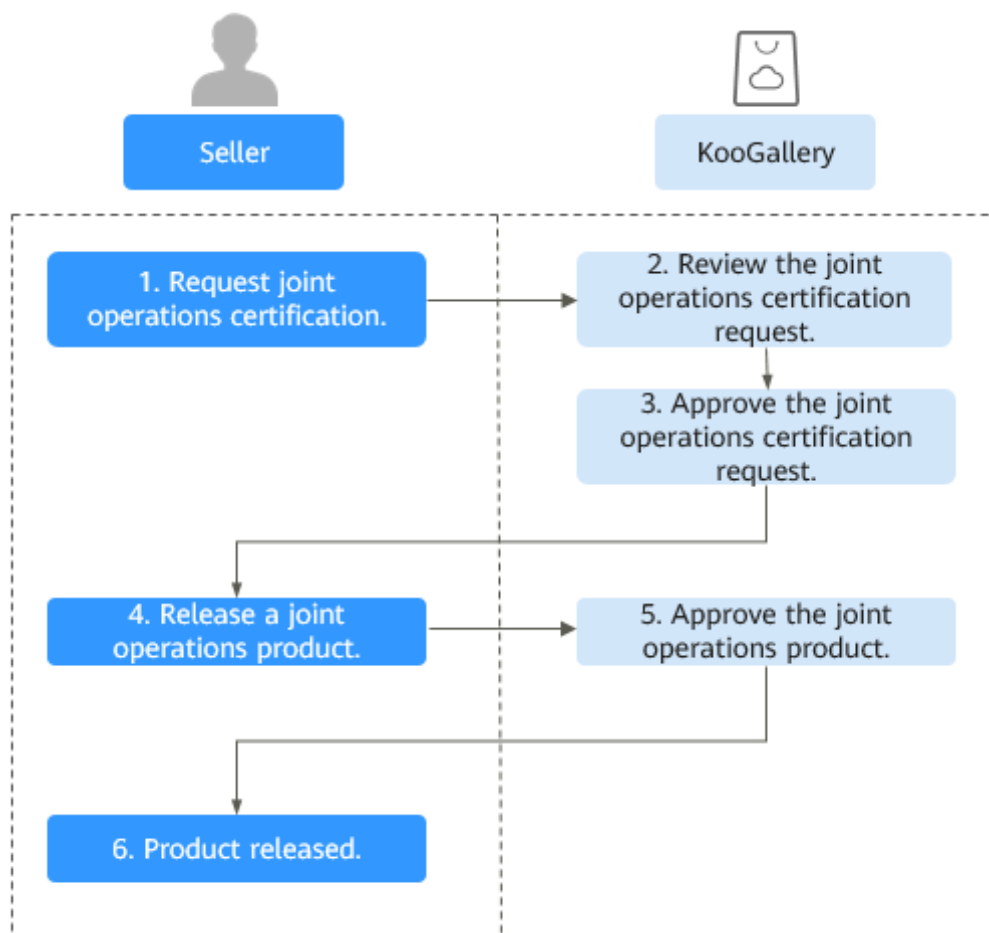 Seller
KooGallery
1. Request joint
operations certification.
2. Review the joint
operations certification
request.
3. Approve the joint
operations certification
request.
4. Release a joint
operations product.
5. Approve the joint
operations product.
6. Product released.